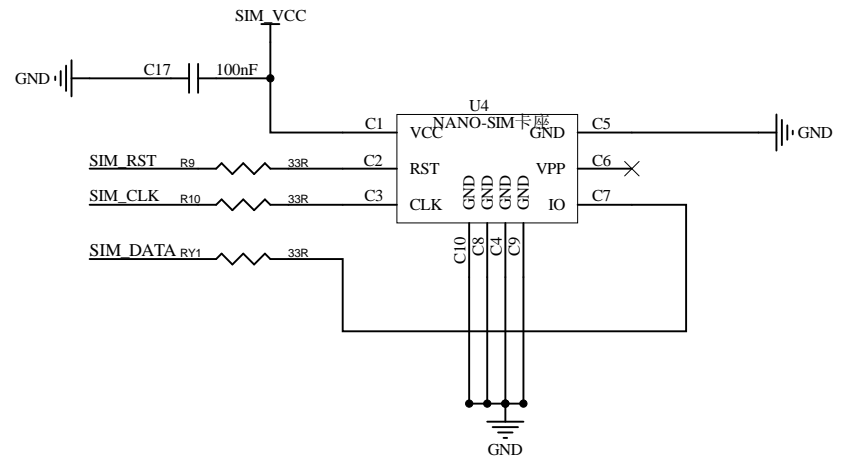 SIM_VCC
GND C17 100nF
U4
NANO-SIM卡座
C1 VCC GND C5 GND
SIM_RST R9 33R C2 RST VPP C6
SIM_CLK R10 33R C3 CLK IO C7
GND GND GND GND
C10 C8 C4 C9
SIM_DATA RY1 33R
GND